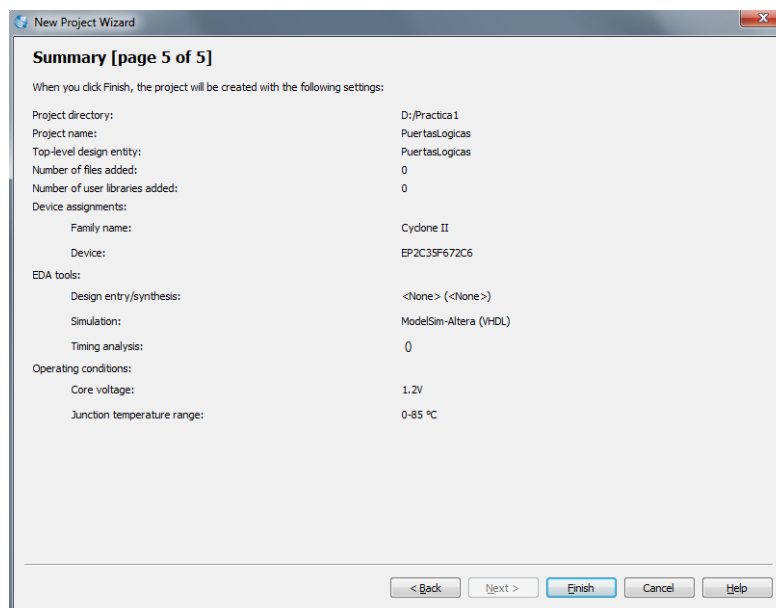 New Project Wizard
Summary [page 5 of 5]
When you click Finish, the project will be created with the following settings:
Project directory: D:/Practica1
Project name: PuertasLogicas
Top-level design entity: PuertasLogicas
Number of files added: 0
Number of user libraries added: 0
Device assignments:
Family name: Cyclone II
Device: EP2C35F672C6
EDA tools:
Design entry/synthesis: <None> (<None>)
Simulation: ModelSim-Altera (VHDL)
Timing analysis: ()
Operating conditions:
Core voltage: 1.2V
Junction temperature range: 0-85 ºC
< Back Next > Finish Cancel Help